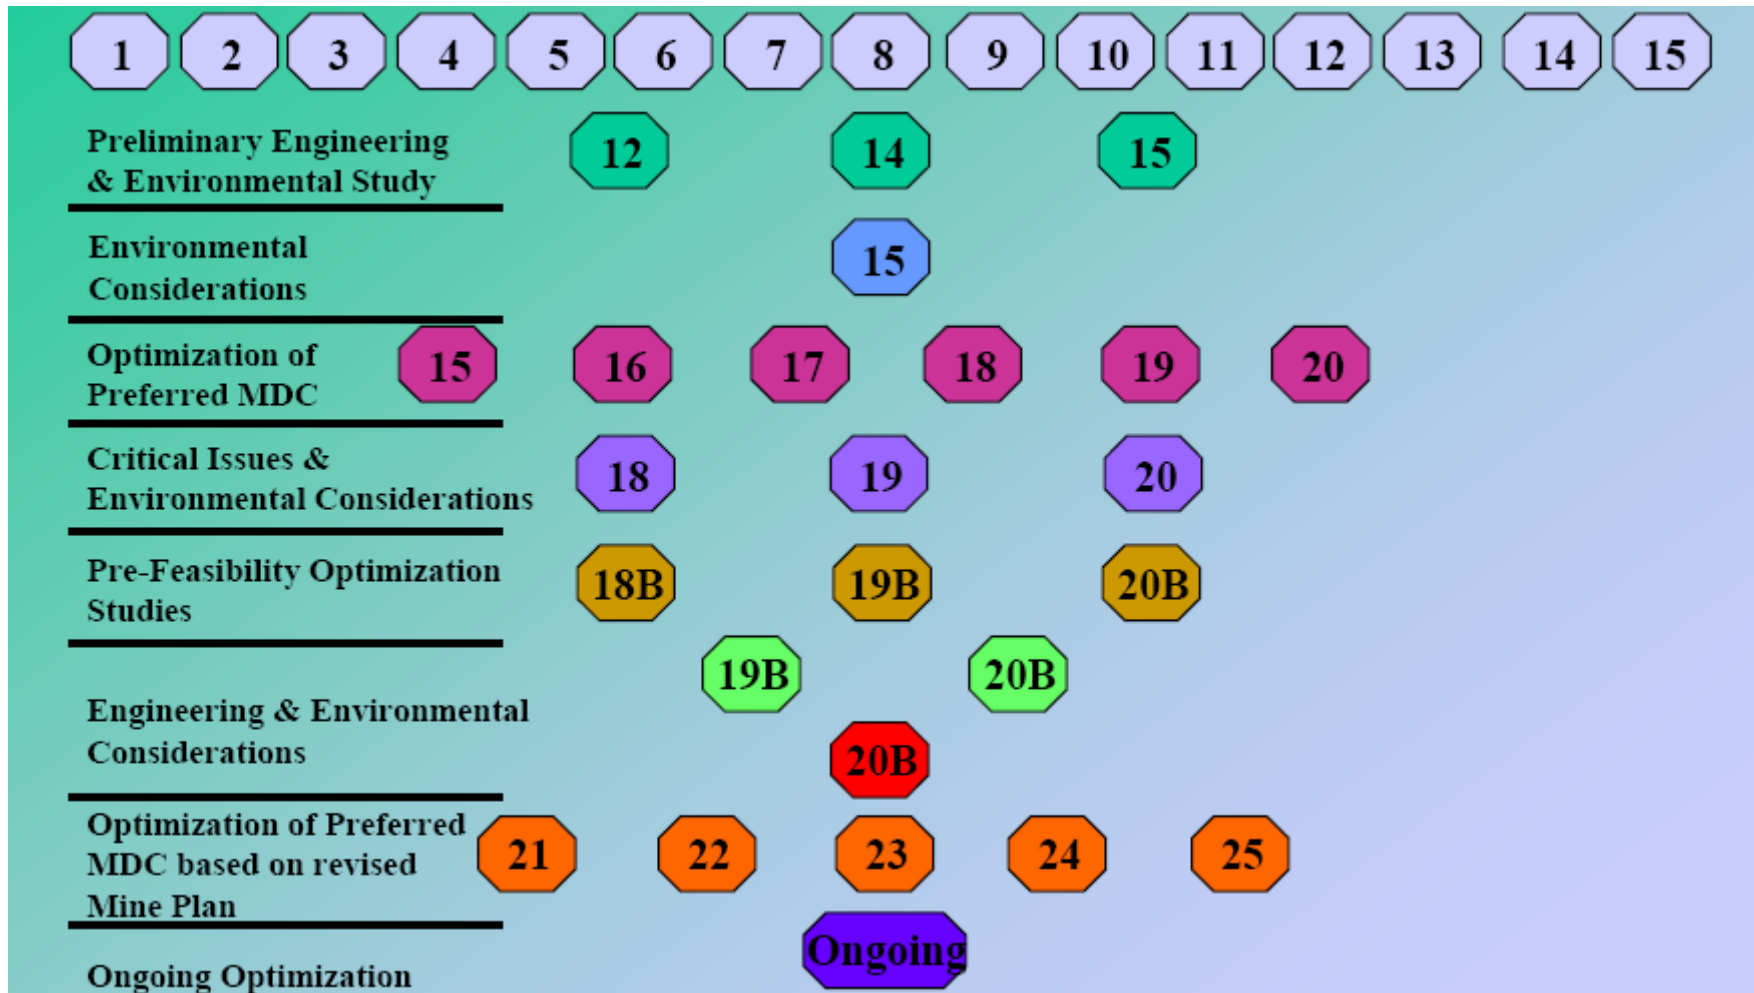 1 2 3 4 5 6 7 8 9 10 11 12 13 14 15
Preliminary Engineering
& Environmental Study
12 14 15
Environmental
Considerations
15
Optimization of
Preferred MDC
15 16 17 18 19 20
Critical Issues &
Environmental Considerations
18 19 20
Pre-Feasibility Optimization
Studies
18B 19B 20B
19B 20B
Engineering & Environmental
Considerations
20B
Optimization of Preferred
MDC based on revised
Mine Plan
21 22 23 24 25
Ongoing
Ongoing Optimization